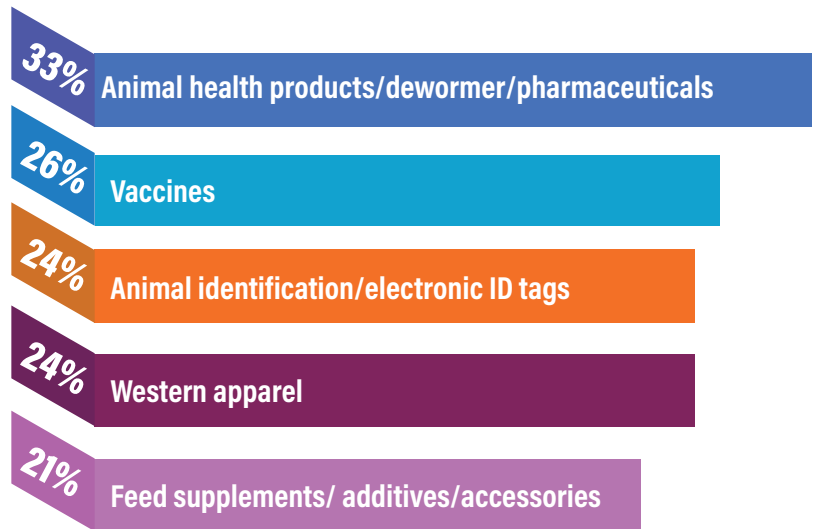 33%
Animal health products/dewormer/pharmaceuticals
26%
Vaccines
24%
Animal identification/electronic ID tags
24%
Western apparel
21%
Feed supplements/ additives/accessories